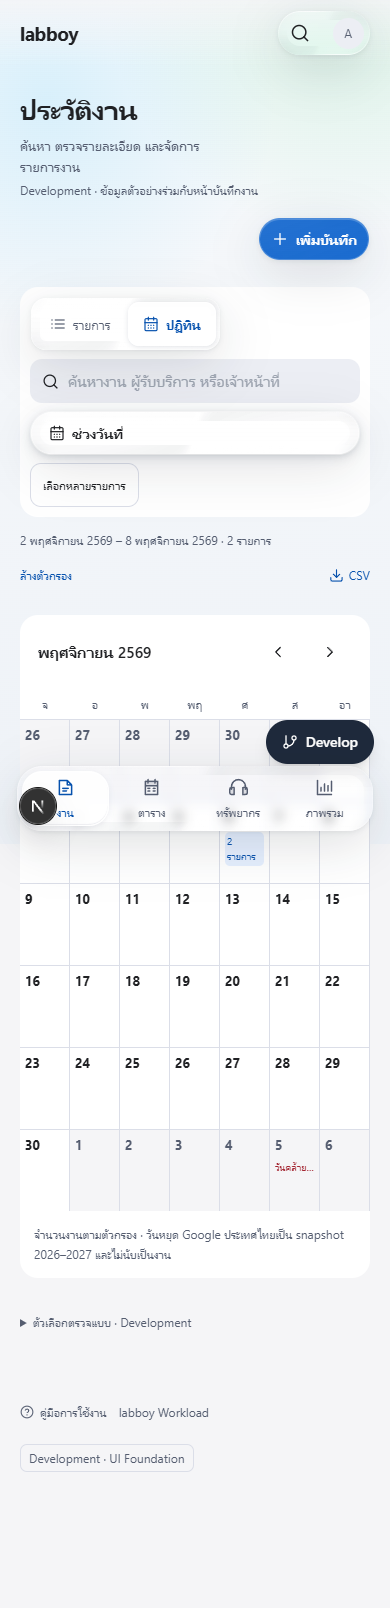 labboy
A
ประวัติงาน
ค้นหา ตรวจรายละเอียด และจัดการ
รายการงาน
Development · ข้อมูลตัวอย่างร่วมกับหน้าบันทึกงาน
เพิ่มบันทึก
รายการ
ปฏิทิน
ค้นหางาน ผู้รับบริการ หรือเจ้าหน้าที่
ช่วงวันที่
เลือกหลายรายการ
2 พฤศจิกายน 2569 – 8 พฤศจิกายน 2569 · 2 รายการ
ล้างตัวกรอง
CSV
พฤศจิกายน 2569
จ อ พ พฤ ศ ส อา
26 27 28 29 30
Develop
N
งาน
ตาราง
ทรัพยากร
ภาพรวม
2
รายการ
9 10 11 12 13 14 15
16 17 18 19 20 21 22
23 24 25 26 27 28 29
30 1 2 3 4 5 6
วันคล้าย...
จำนวนงานตามตัวกรอง · วันหยุด Google ประเทศไทยเป็น snapshot
2026–2027 และไม่นับเป็นงาน
ตัวเลือกตรวจแบบ · Development
คู่มือการใช้งาน
labboy Workload
Development · UI Foundation